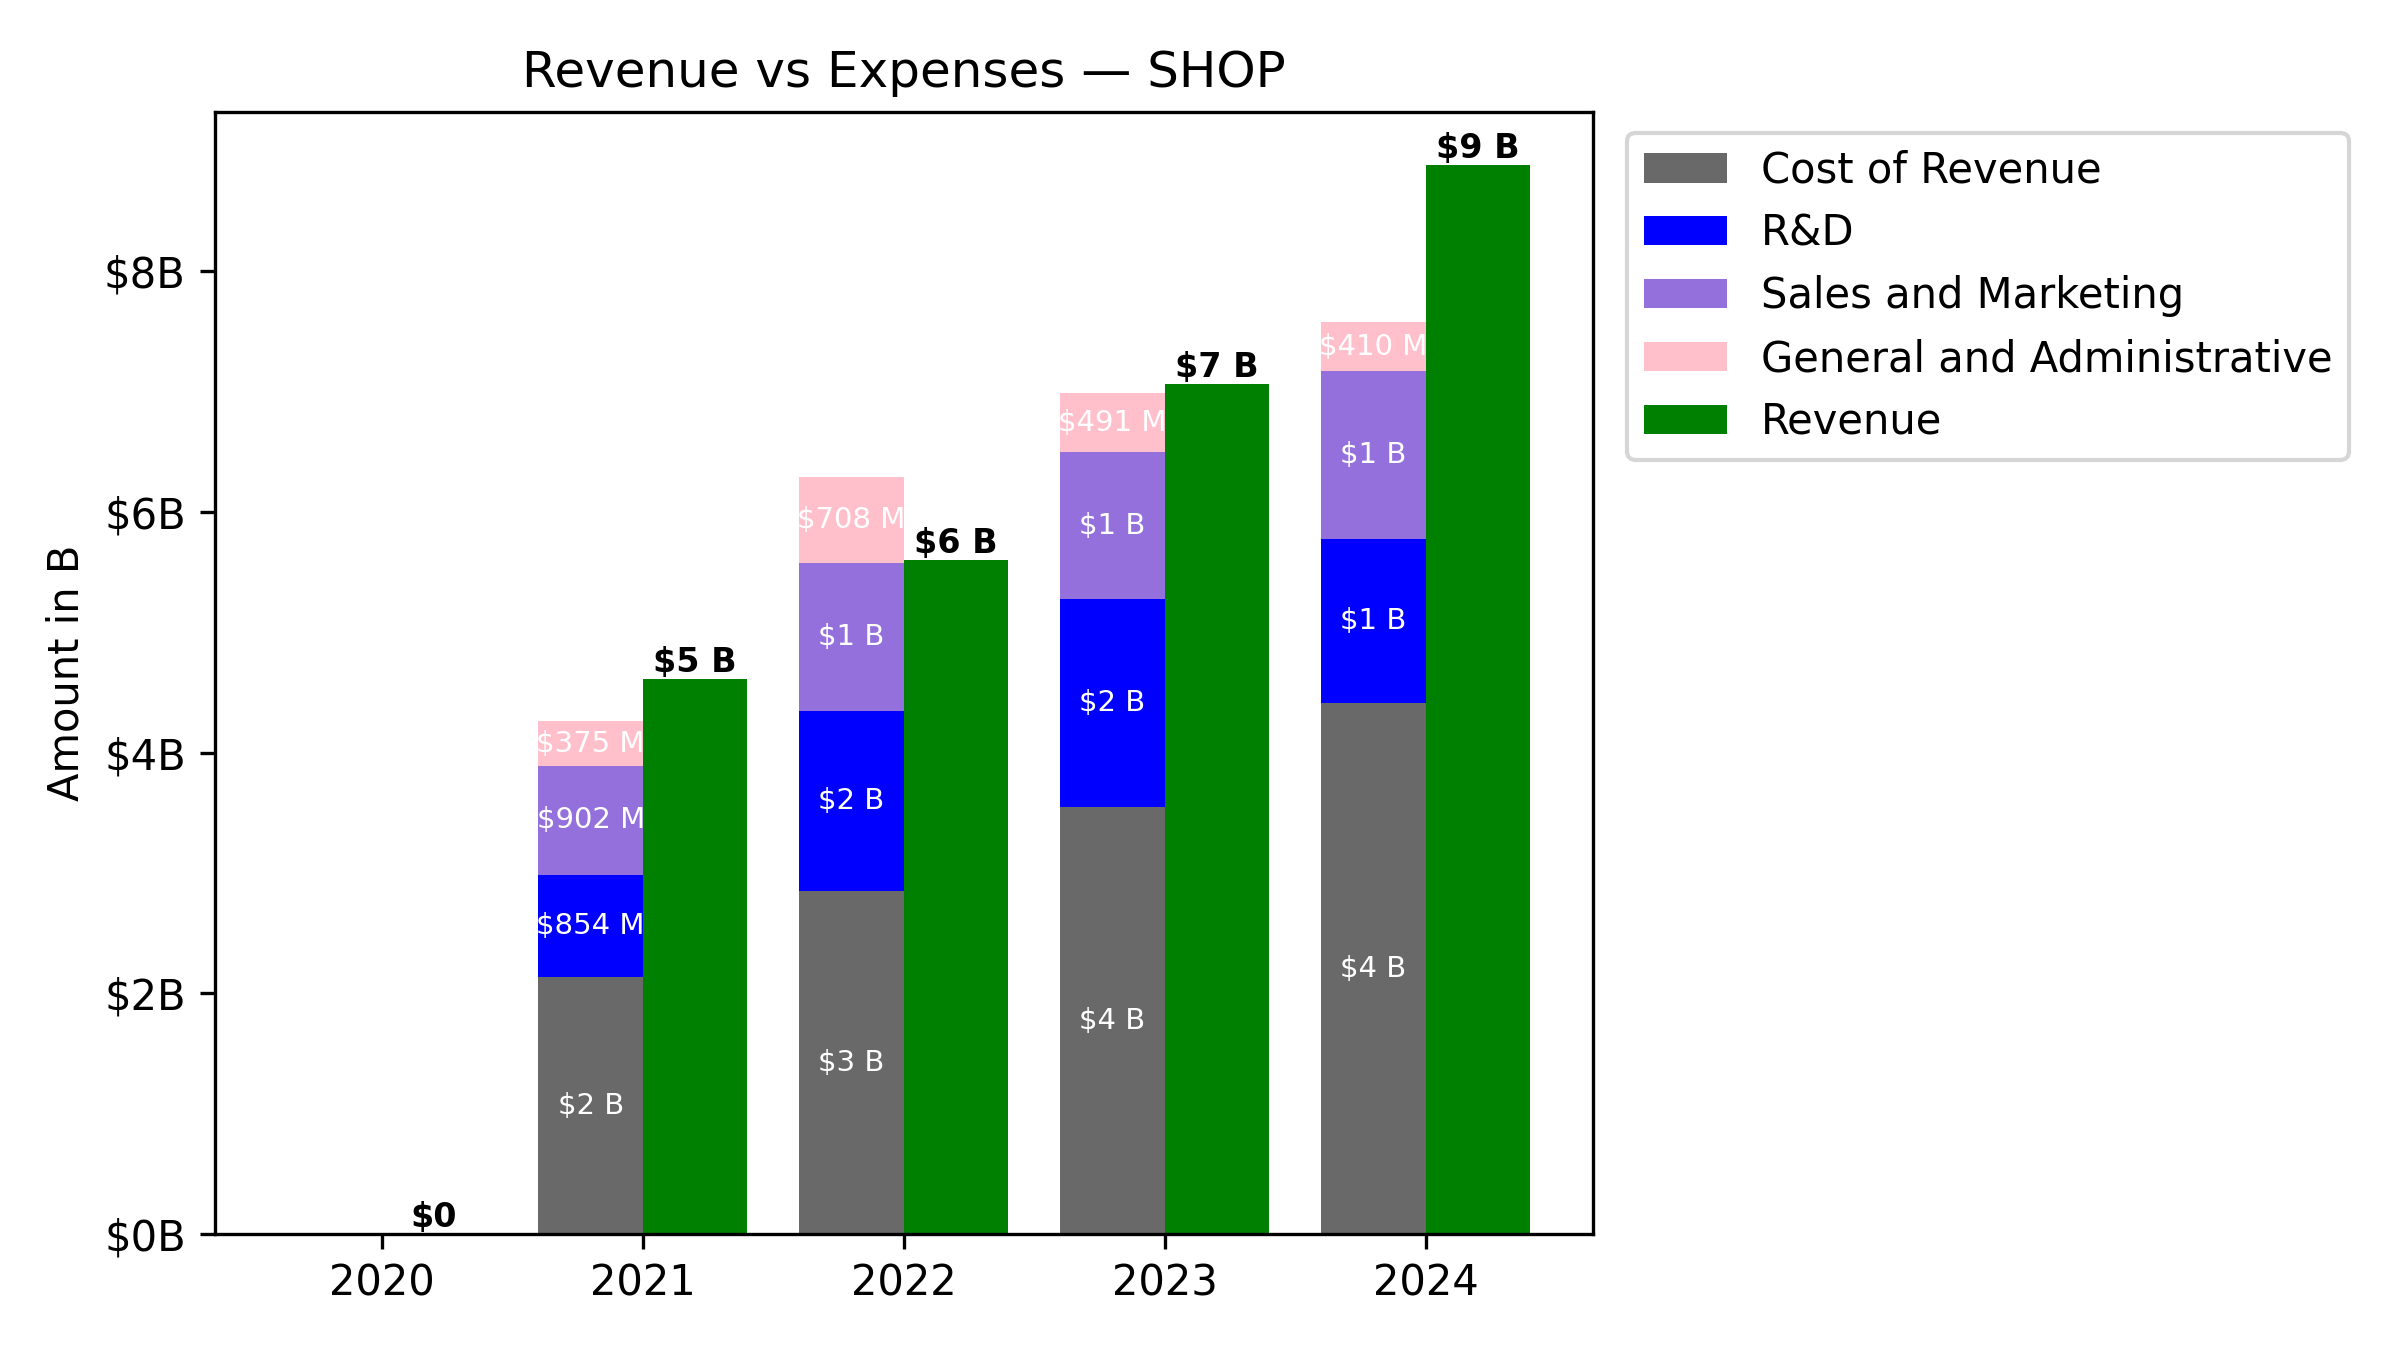 Revenue vs Expenses — SHOP
Amount in B
$8B
$6B
$4B
$2B
$0B
2020
2021
2022
2023
2024
$0
$2 B
$854 M
$902 M
$375 M
$5 B
$3 B
$2 B
$1 B
$708 M
$6 B
$4 B
$2 B
$1 B
$491 M
$7 B
$4 B
$1 B
$1 B
$410 M
$9 B
Cost of Revenue
R&D
Sales and Marketing
General and Administrative
Revenue